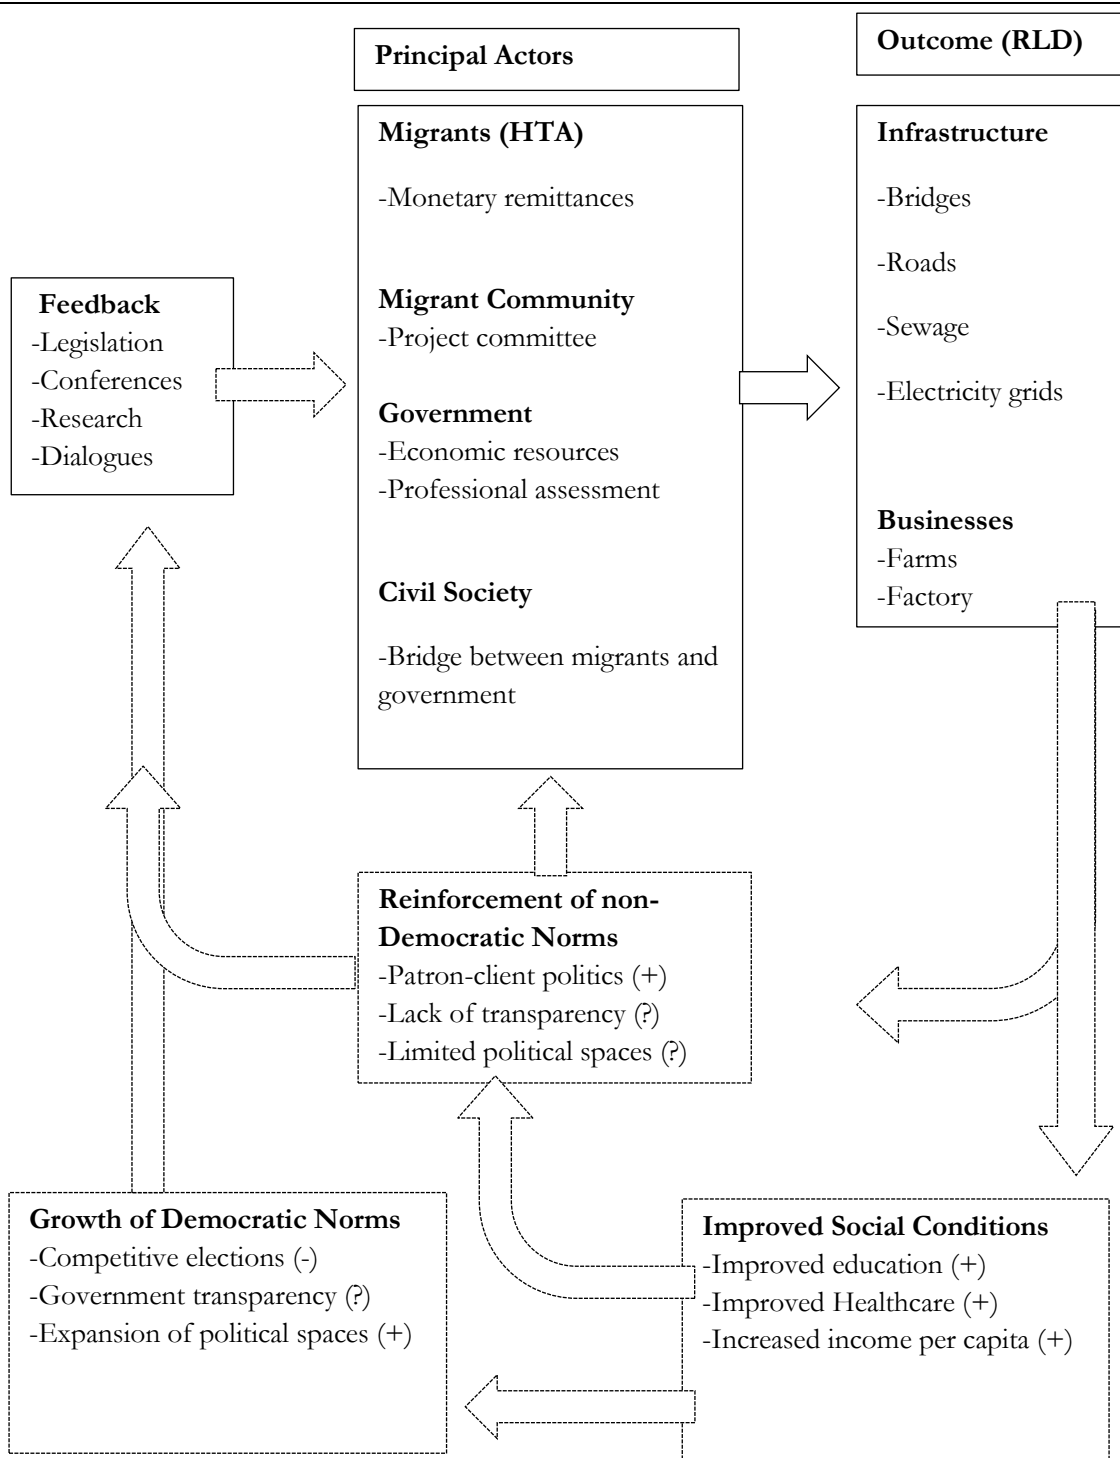 Principal Actors
Outcome (RLD)
Migrants (HTA)
-Monetary remittances
Migrant Community
-Project committee
Government
-Economic resources
-Professional assessment
Civil Society
-Bridge between migrants and
government
Infrastructure
-Bridges
-Roads
-Sewage
-Electricity grids
Businesses
-Farms
-Factory
Feedback
-Legislation
-Conferences
-Research
-Dialogues
Reinforcement of non-
Democratic Norms
-Patron-client politics (+)
-Lack of transparency (?)
-Limited political spaces (?)
Growth of Democratic Norms
-Competitive elections (-)
-Government transparency (?)
-Expansion of political spaces (+)
Improved Social Conditions
-Improved education (+)
-Improved Healthcare (+)
-Increased income per capita (+)